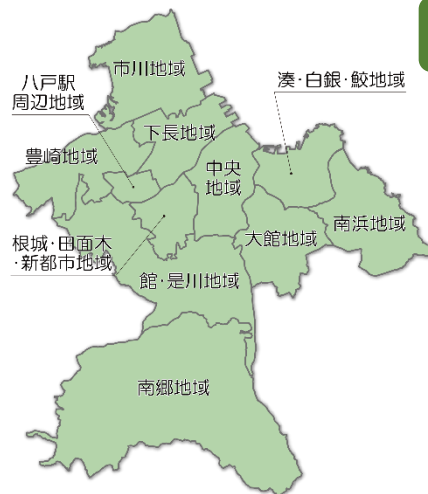 市川地域
八戸駅
周辺地域
湊・白銀・鮫地域
下長地域
豊崎地域
中央
地域
南浜地域
大館地域
根城・田面木
・新都市地域
館・是川地域
南郷地域